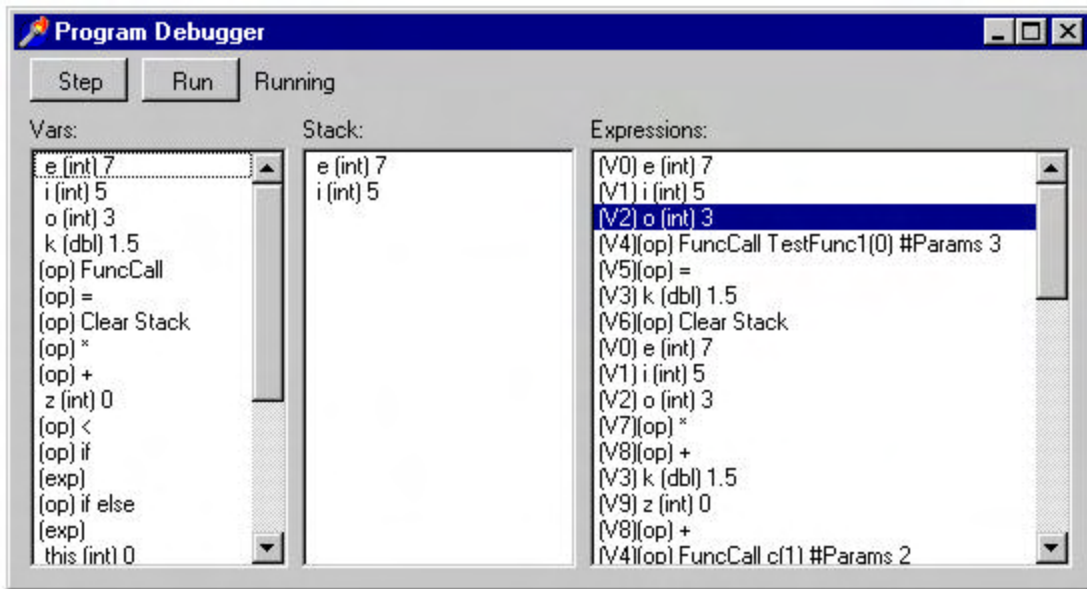 Program Debugger
Step Run Running
Vars:
e (int) 7
i (int) 5
o (int) 3
k (dbl) 1.5
(op) FuncCall
(op) =
(op) Clear Stack
(op) *
(op) +
z (int) 0
(op) <
(op) if
(exp)
(op) if else
(exp)
this (int) 0
Stack:
e (int) 7
i (int) 5
Expressions:
(V0) e (int) 7
(V1) i (int) 5
(V2) o (int) 3
(V4)(op) FuncCall TestFunc1(0) #Params 3
(V5)(op) =
(V3) k (dbl) 1.5
(V6)(op) Clear Stack
(V0) e (int) 7
(V1) i (int) 5
(V2) o (int) 3
(V7)(op) *
(V8)(op) +
(V3) k (dbl) 1.5
(V9) z (int) 0
(V8)(op) +
(V4)(op) FuncCall c(1) #Params 2